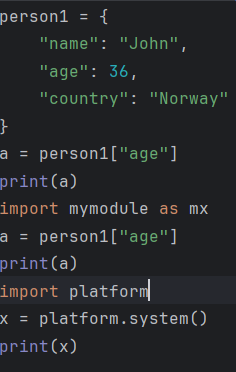 person1 = {
    "name": "John",
    "age": 36,
    "country": "Norway"
}
a = person1["age"]
print(a)
import mymodule as mx
a = person1["age"]
print(a)
import platform
x = platform.system()
print(x)